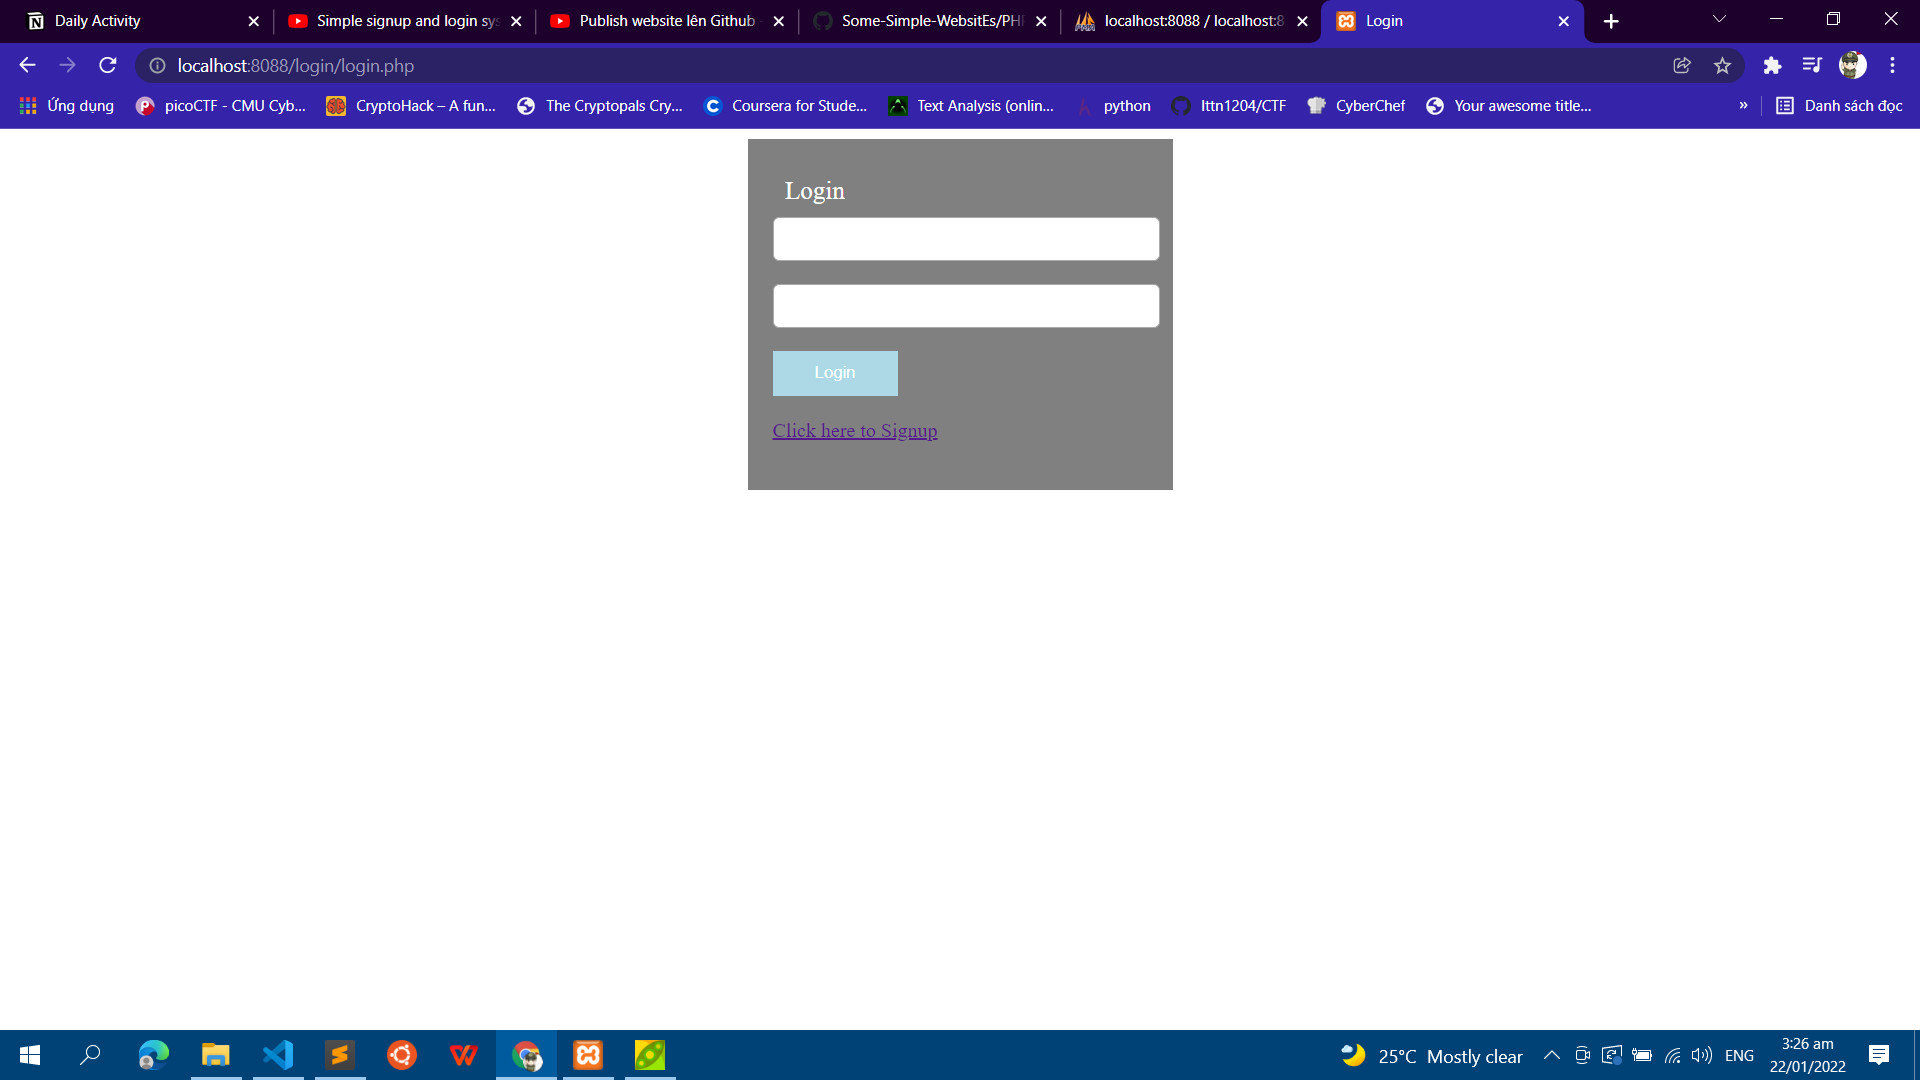 Daily Activity
Simple signup and login sys
Publish website lên Github
Some-Simple-WebsitEs/PHP
localhost:8088 / localhost:8
Login
localhost:8088/login/login.php
Ứng dụng
picoCTF - CMU Cyb...
CryptoHack – A fun...
The Cryptopals Cry...
Coursera for Stude...
Text Analysis (onlin...
python
lttn1204/CTF
CyberChef
Your awesome title...
»
Danh sách đọc
Login
Login
Click here to Signup
25°C Mostly clear
ENG
3:26 am
22/01/2022